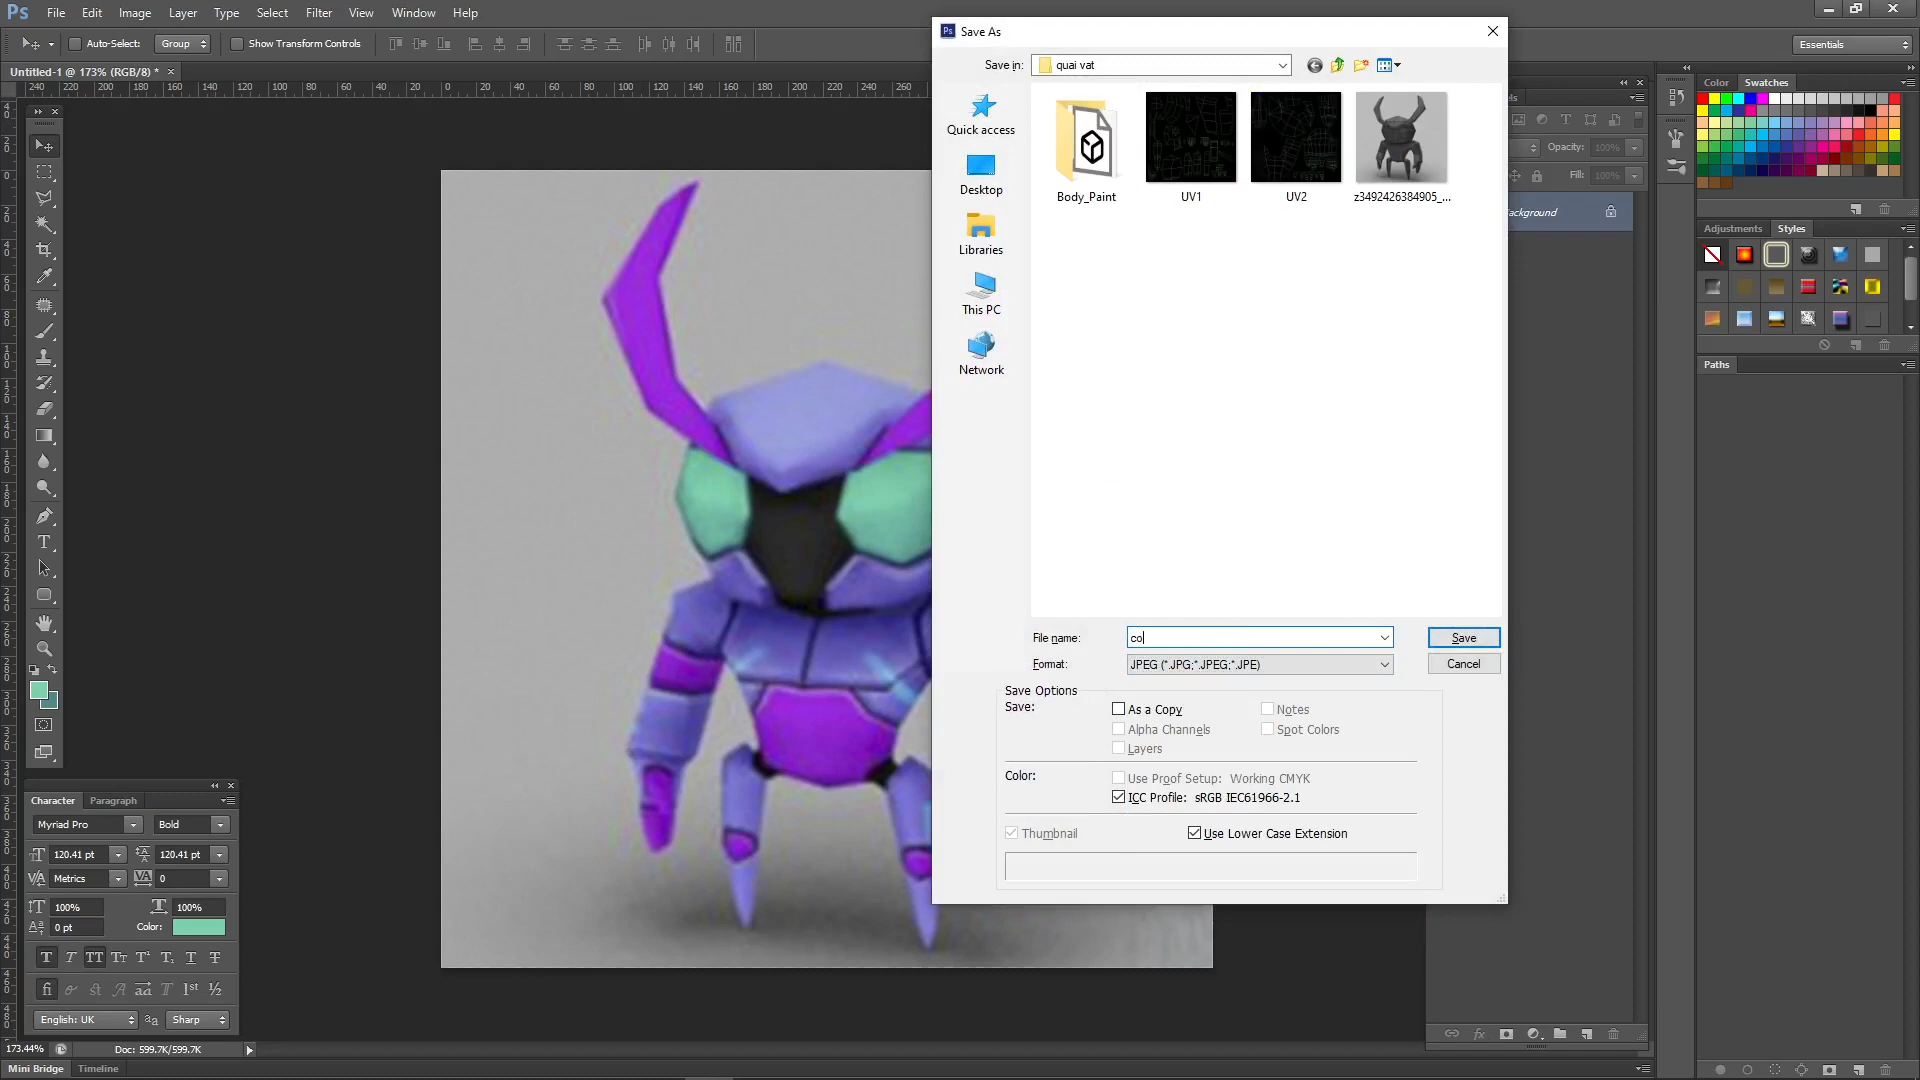 Ps File Edit Image Layer Type Select Filter View Window Help
Auto-Select: Group Show Transform Controls
Essentials
Untitled-1 @ 173% (RGB/8) * ×
Save As
Save in: quai vat
Quick access
Desktop
Libraries
This PC
Network
Body_Paint UV1 UV2 z3492426384905_...
File name: co Save
Format: JPEG (*.JPG;*.JPEG;*.JPE) Cancel
Save Options
Save:
As a Copy Notes
Alpha Channels Spot Colors
Layers
Color:
Use Proof Setup: Working CMYK
ICC Profile: sRGB IEC61966-2.1
Thumbnail Use Lower Case Extension
Opacity: 100%
Fill: 100%
ackground
Color Swatches
Adjustments Styles
Paths
Character Paragraph
Myriad Pro Bold
120.41 pt 120.41 pt
Metrics 0
100% 100%
0 pt Color:
English: UK aa Sharp
173.44% Doc: 599.7K/599.7K
Mini Bridge Timeline